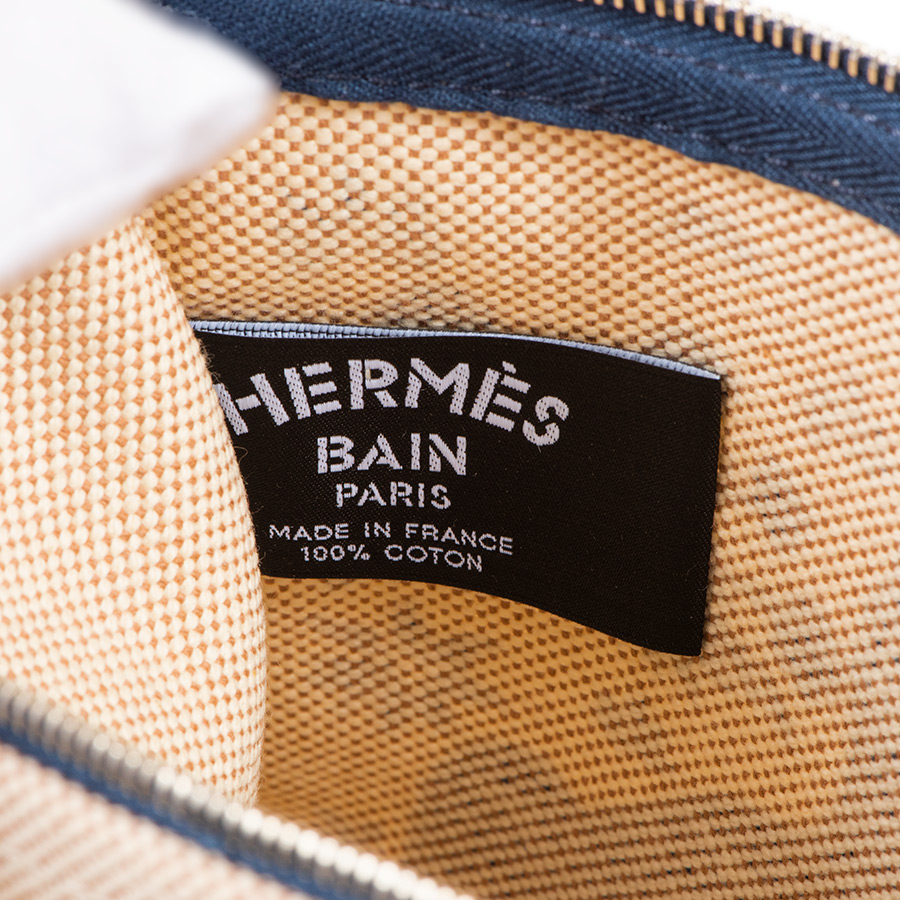 HERMÈS
BAIN
PARIS
MADE IN FRANCE
100% COTON